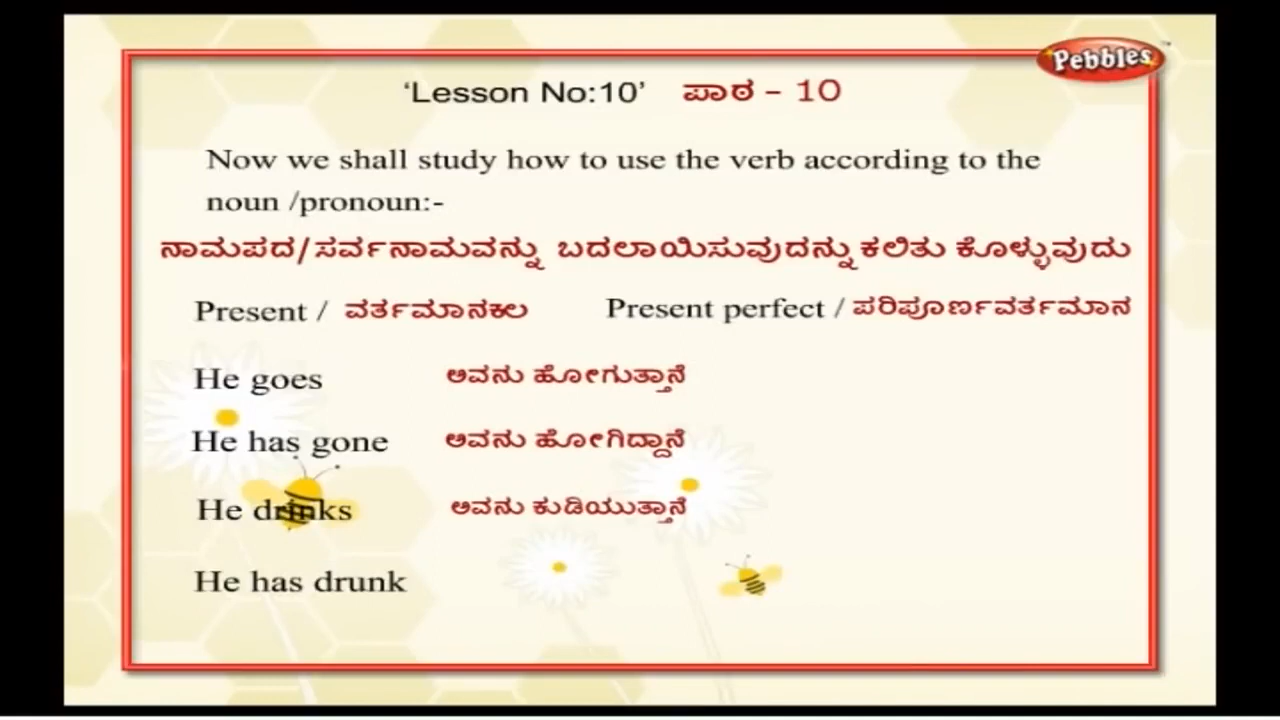 Pebbles™
‘Lesson No:10’ ಪಾಠ - 10
Now we shall study how to use the verb according to the
noun /pronoun:-
ನಾಮಪದ/ಸರ್ವನಾಮವನ್ನು ಬದಲಾಯಿಸುವುದನ್ನು ಕಲಿತು ಕೊಳ್ಳುವುದು
Present / ವರ್ತಮಾನಕಲ Present perfect / ಪರಿಪೂರ್ಣವರ್ತಮಾನ
He goes ಅವನು ಹೋಗುತ್ತಾನೆ
He has gone ಅವನು ಹೋಗಿದ್ದಾನೆ
He drinks ಅವನು ಕುಡಿಯುತ್ತಾನೆ
He has drunk